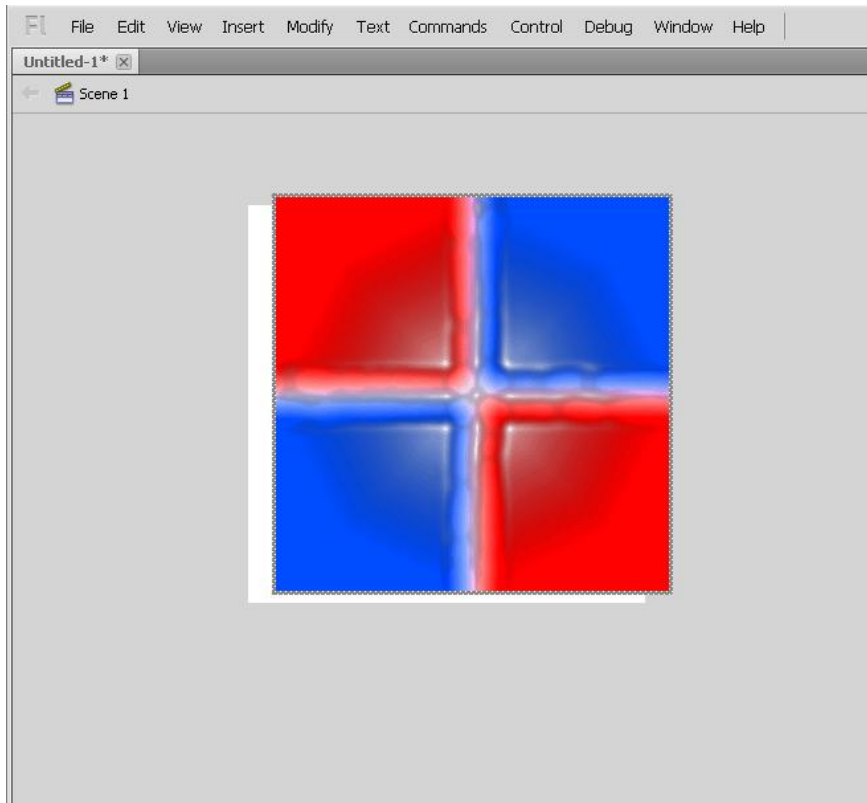 Fl File Edit View Insert Modify Text Commands Control Debug Window Help
Untitled-1*
Scene 1